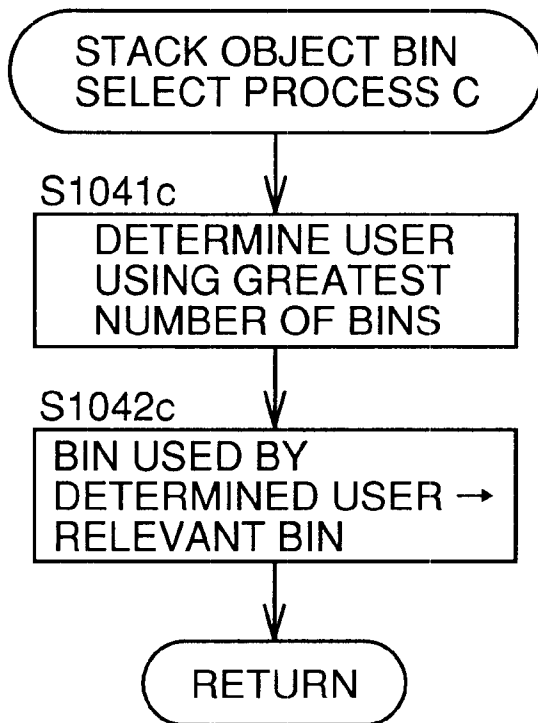 STACK OBJECT BIN
SELECT PROCESS C
S1041c
DETERMINE USER
USING GREATEST
NUMBER OF BINS
S1042c
BIN USED BY
DETERMINED USER →
RELEVANT BIN
RETURN